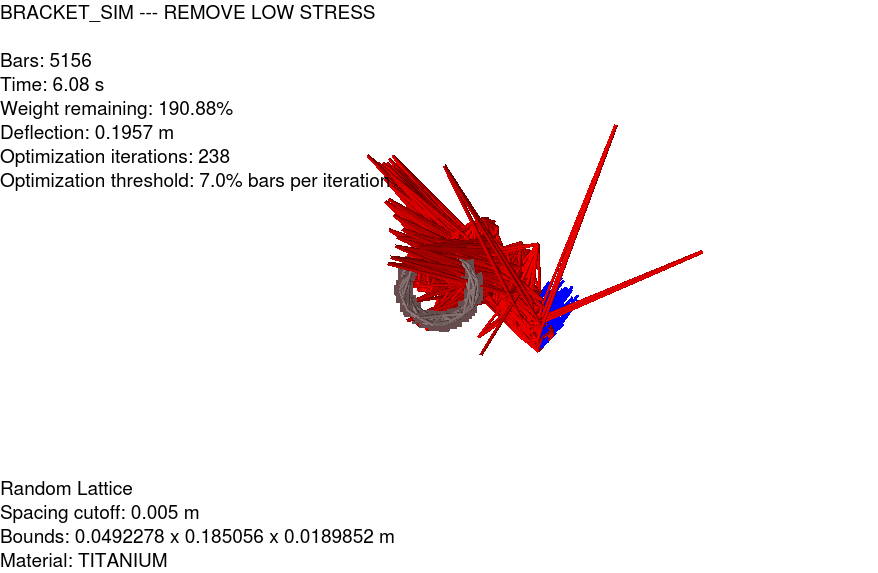 BRACKET_SIM --- REMOVE LOW STRESS
Bars: 5156
Time: 6.08 s
Weight remaining: 190.88%
Deflection: 0.1957 m
Optimization iterations: 238
Optimization threshold: 7.0% bars per iteration
Random Lattice
Spacing cutoff: 0.005 m
Bounds: 0.0492278 x 0.185056 x 0.0189852 m
Material: TITANIUM